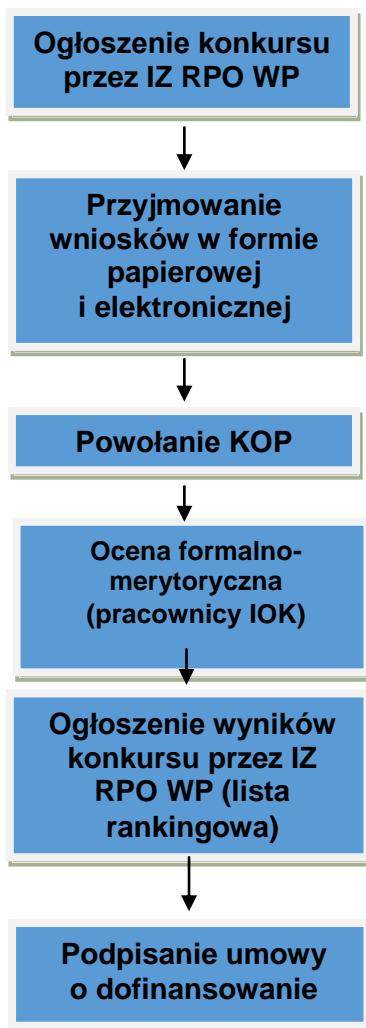 Ogłoszenie konkursu
przez IZ RPO WP
Przyjmowanie
wniosków w formie
papierowej
i elektronicznej
Powołanie KOP
Ocena formalno-
merytoryczna
(pracownicy IOK)
Ogłoszenie wyników
konkursu przez IZ
RPO WP (lista
rankingowa)
Podpisanie umowy
o dofinansowanie